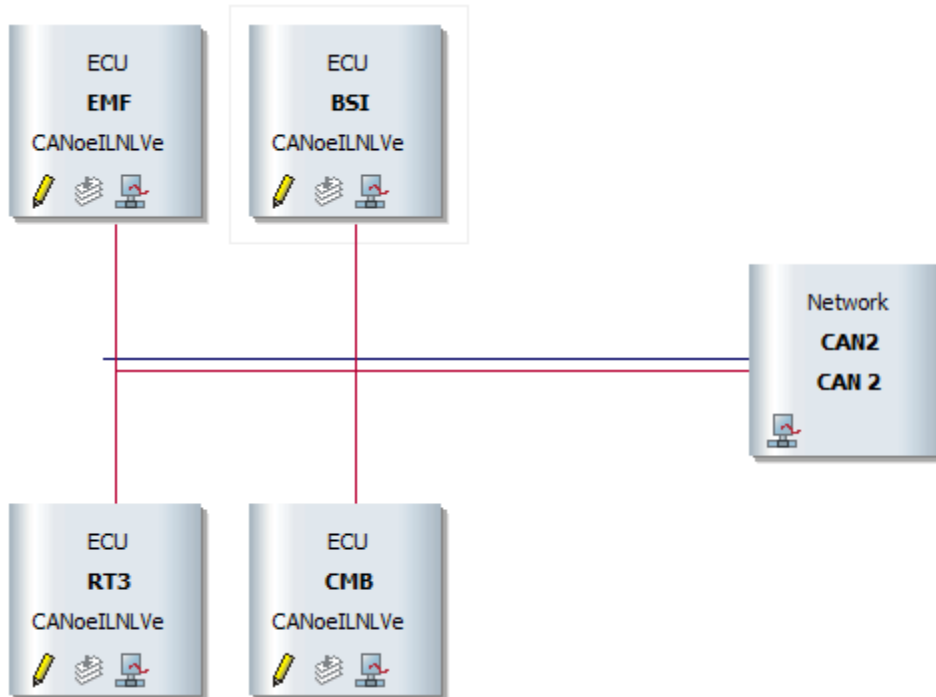 ECU
EMF
CANoeILNLVe
ECU
BSI
CANoeILNLVe
Network
CAN2
CAN 2
ECU
RT3
CANoeILNLVe
ECU
CMB
CANoeILNLVe